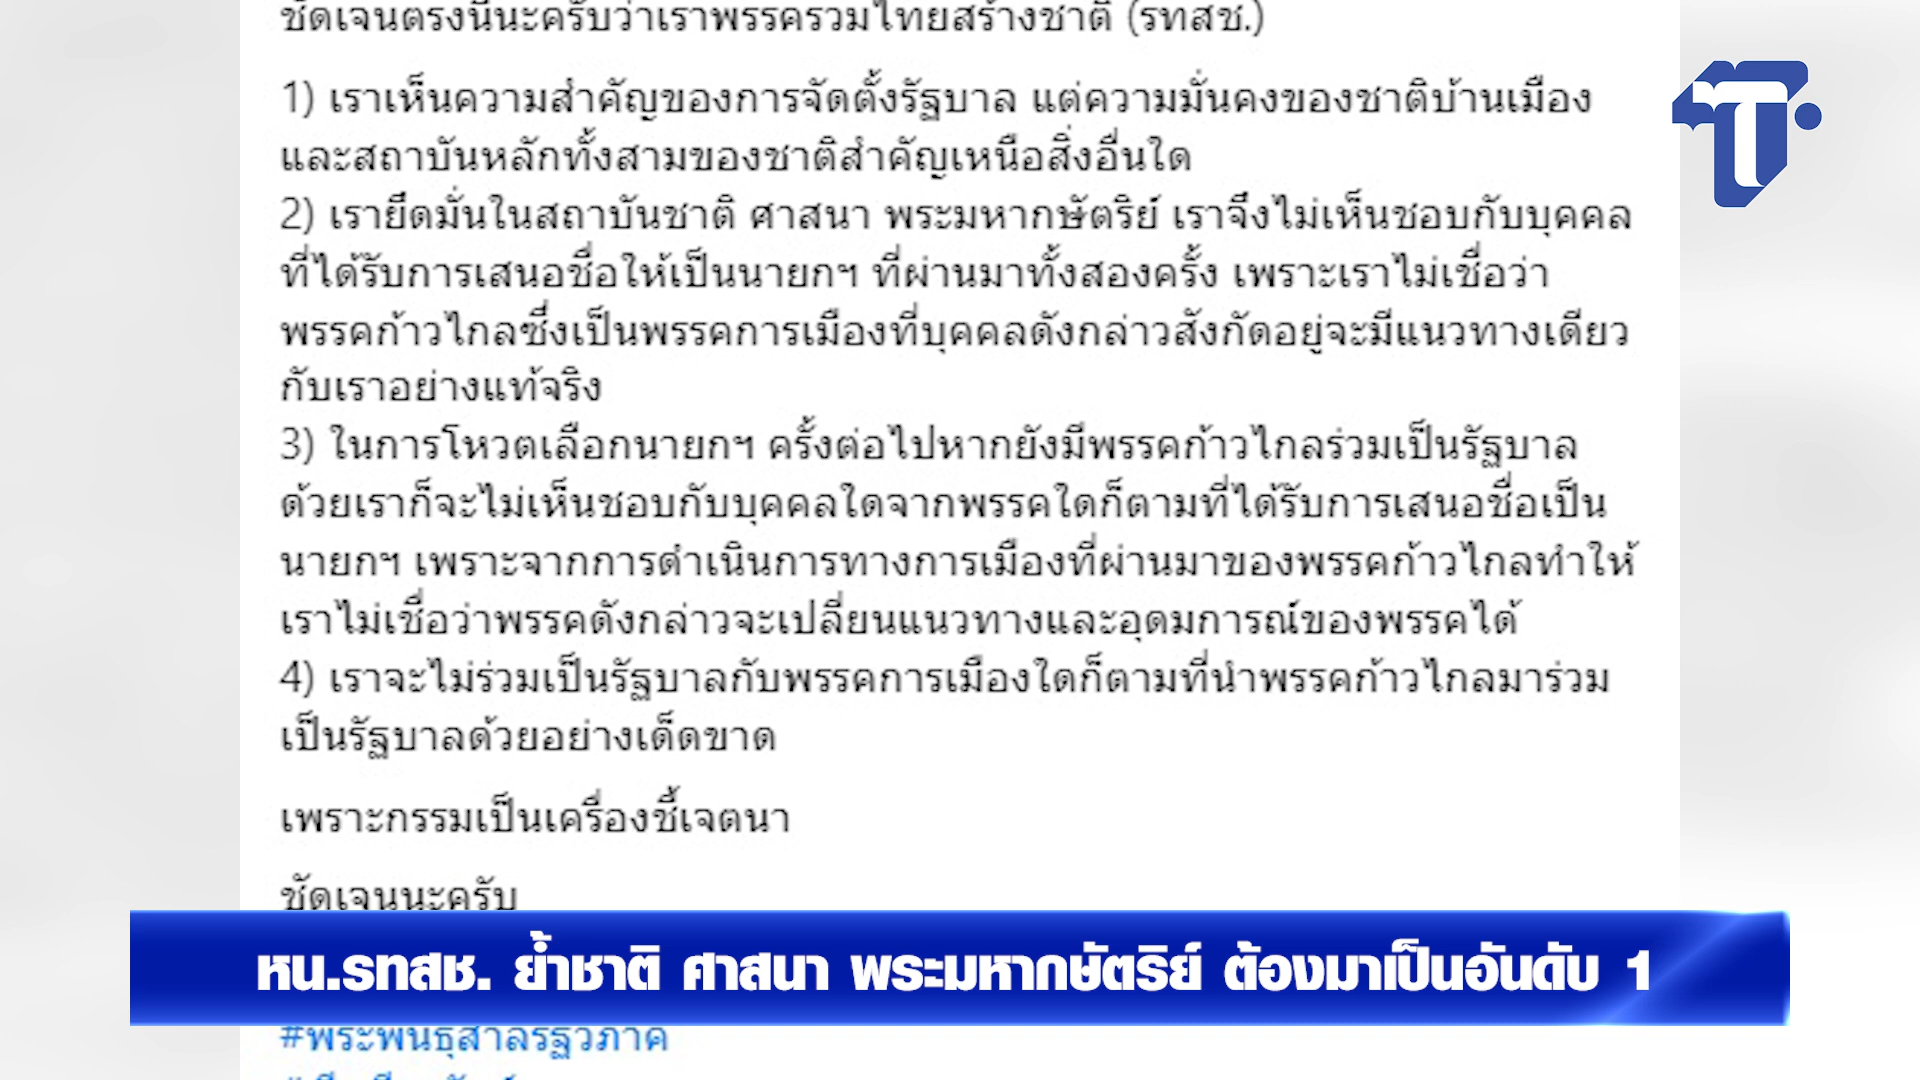 ชัดเจนตรงนี้นะครับว่าเราพรรครวมไทยสร้างชาติ (รทสช.)
1) เราเห็นความสำคัญของการจัดตั้งรัฐบาล แต่ความมั่นคงของชาติบ้านเมือง
และสถาบันหลักทั้งสามของชาติสำคัญเหนือสิ่งอื่นใด
2) เรายึดมั่นในสถาบันชาติ ศาสนา พระมหากษัตริย์ เราจึงไม่เห็นชอบกับบุคคล
ที่ได้รับการเสนอชื่อให้เป็นนายกฯ ที่ผ่านมาทั้งสองครั้ง เพราะเราไม่เชื่อว่า
พรรคก้าวไกลซึ่งเป็นพรรคการเมืองที่บุคคลดังกล่าวสังกัดอยู่จะมีแนวทางเดียว
กับเราอย่างแท้จริง
3) ในการโหวตเลือกนายกฯ ครั้งต่อไปหากยังมีพรรคก้าวไกลร่วมเป็นรัฐบาล
ด้วยเราก็จะไม่เห็นชอบกับบุคคลใดจากพรรคใดก็ตามที่ได้รับการเสนอชื่อเป็น
นายกฯ เพราะจากการดำเนินการทางการเมืองที่ผ่านมาของพรรคก้าวไกลทำให้
เราไม่เชื่อว่าพรรคดังกล่าวจะเปลี่ยนแนวทางและอุดมการณ์ของพรรคได้
4) เราจะไม่ร่วมเป็นรัฐบาลกับพรรคการเมืองใดก็ตามที่นำพรรคก้าวไกลมาร่วม
เป็นรัฐบาลด้วยอย่างเด็ดขาด
เพราะกรรมเป็นเครื่องชี้เจตนา
ชัดเจนนะครับ
หน.รทสช. ย้ำชาติ ศาสนา พระมหากษัตริย์ ต้องมาเป็นอันดับ 1
#พีระพันธุ์สาลีรัฐวิภาค